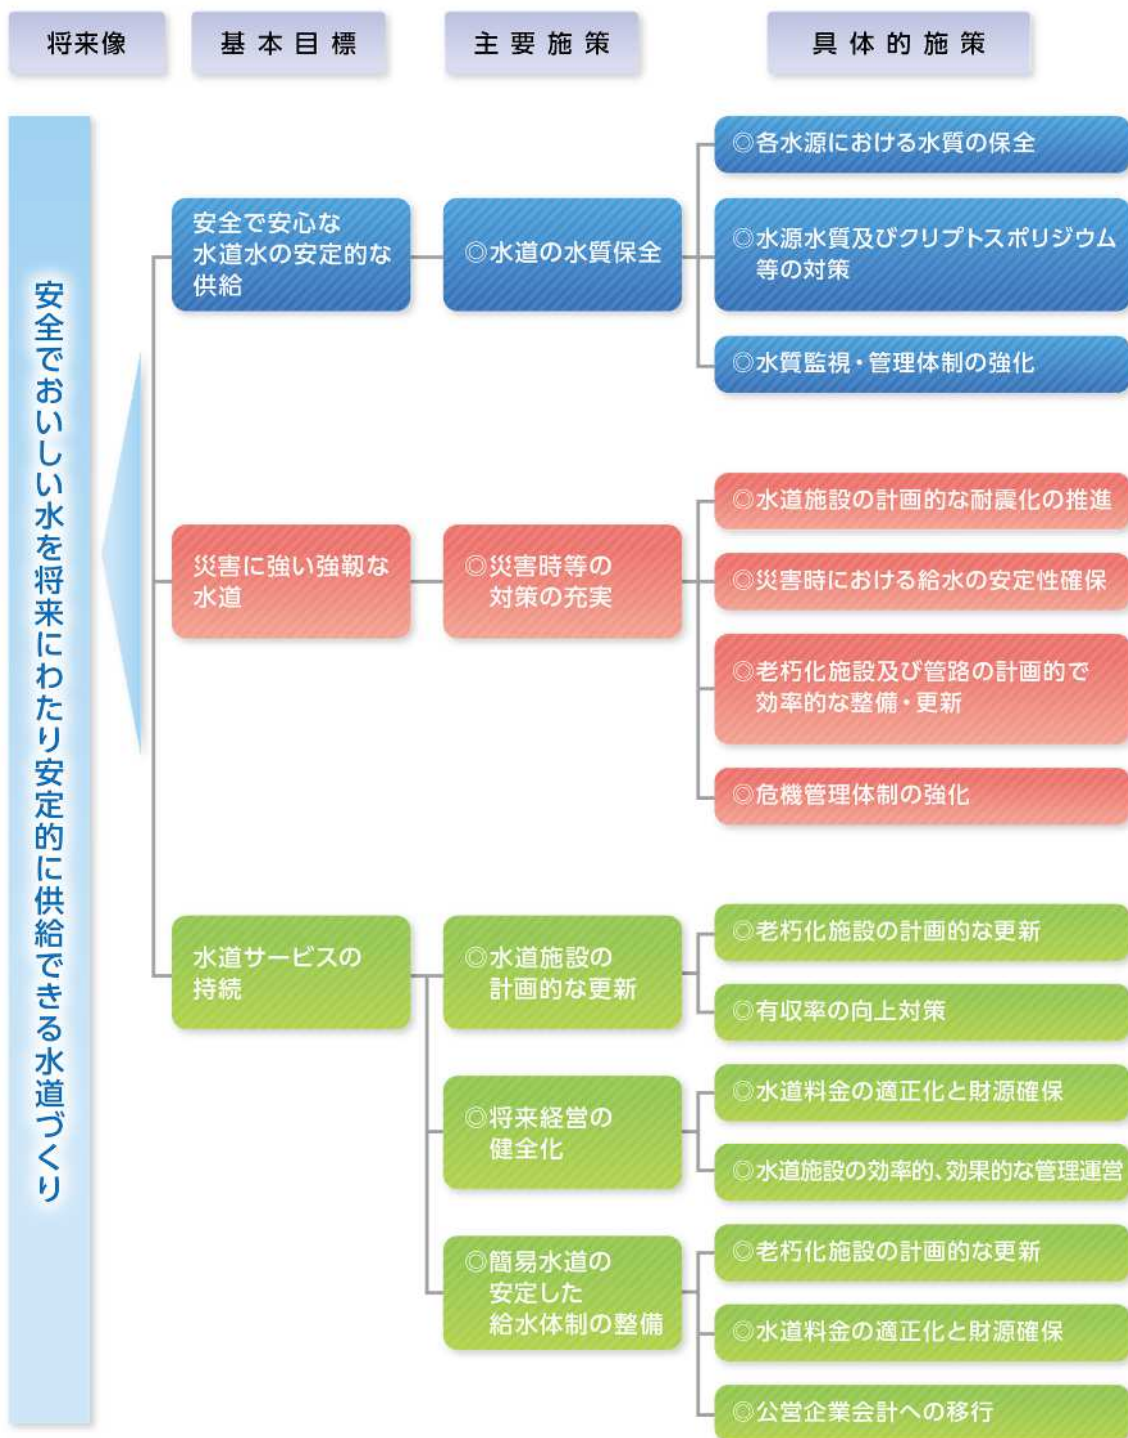 将来像
基本目標
主要施策
具体的施策
安全でおいしい水を将来にわたり安定的に供給できる水道づくり
安全で安心な
水道水の安定的な
供給
◎水道の水質保全
◎各水源における水質の保全
◎水源水質及びクリプトスポリジウム
等の対策
◎水質監視・管理体制の強化
災害に強い強靱な
水道
◎災害時等の
対策の充実
◎水道施設の計画的な耐震化の推進
◎災害時における給水の安定性確保
◎老朽化施設及び管路の計画的で
効率的な整備・更新
◎危機管理体制の強化
水道サービスの
持続
◎水道施設の
計画的な更新
◎老朽化施設の計画的な更新
◎有収率の向上対策
◎将来経営の
健全化
◎水道料金の適正化と財源確保
◎水道施設の効率的、効果的な管理運営
◎簡易水道の
安定した
給水体制の整備
◎老朽化施設の計画的な更新
◎水道料金の適正化と財源確保
◎公営企業会計への移行